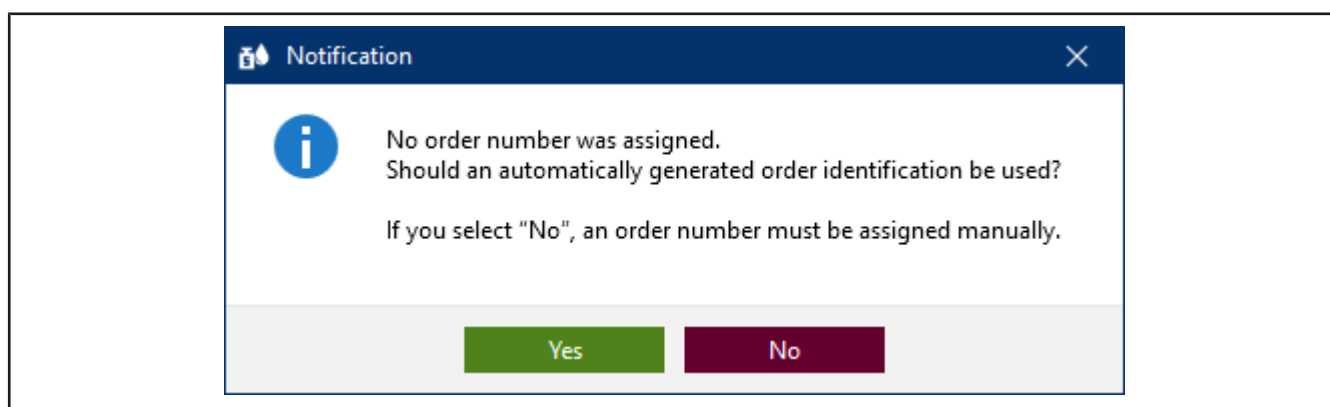 Notification
No order number was assigned.
Should an automatically generated order identification be used?
If you select “No”, an order number must be assigned manually.
Yes
No